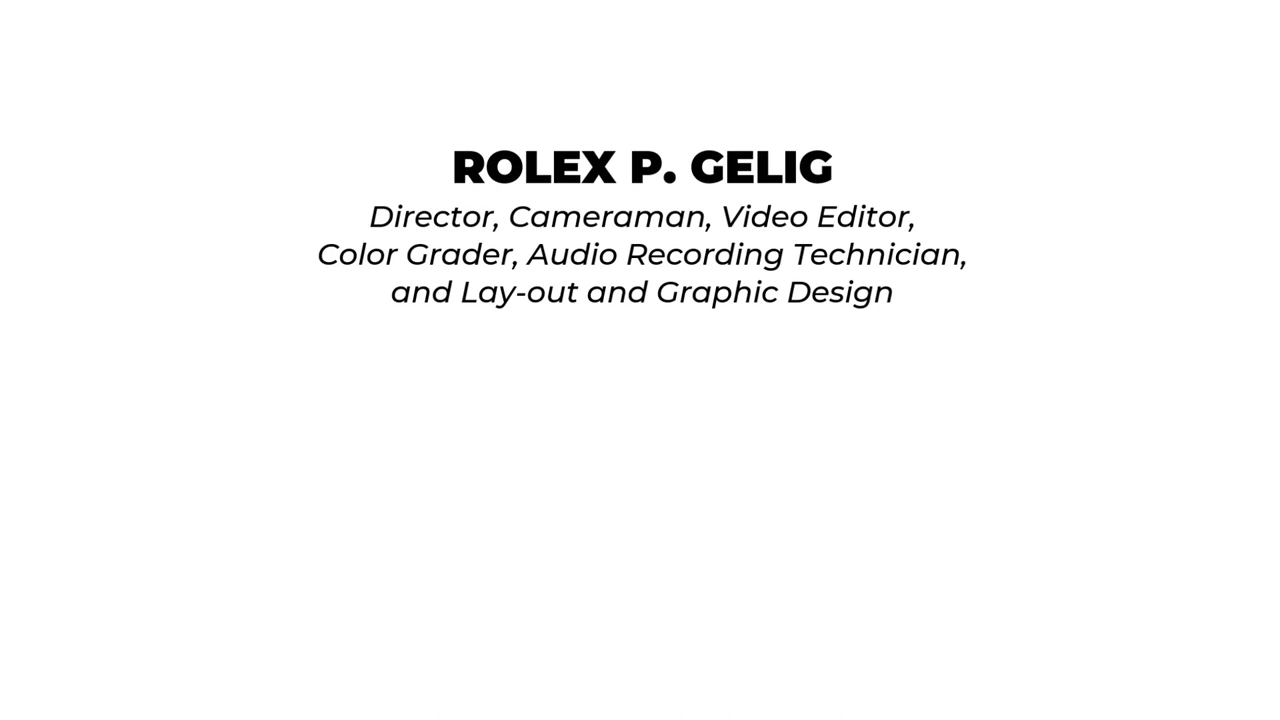 ROLEX P. GELIG
Director, Cameraman, Video Editor,
Color Grader, Audio Recording Technician,
and Lay-out and Graphic Design